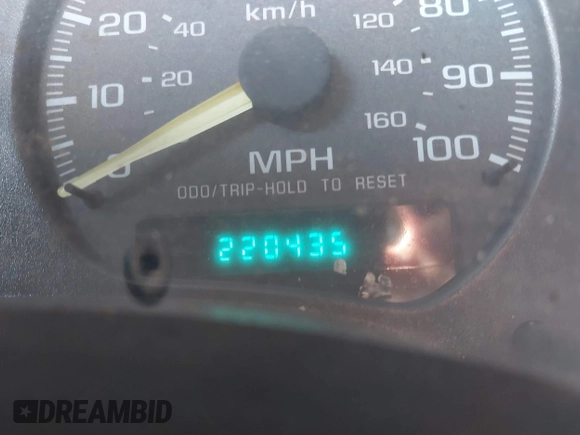 km/h
20 40 120 80
20 140 90
10
0 160 100
MPH
ODO/TRIP-HOLD TO RESET
220435
DREAMBID